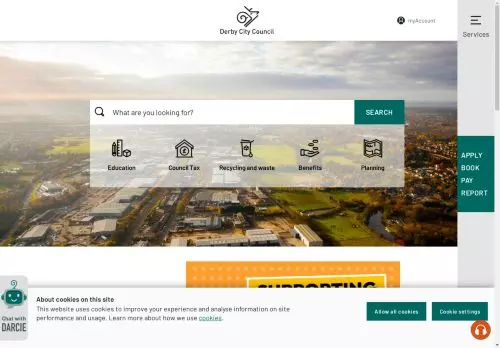 Derby City Council
myAccount
Services
What are you looking for?
SEARCH
Education
Council Tax
Recycling and waste
Benefits
Planning
APPLY
BOOK
PAY
REPORT
SUPPORTING
Chat with
DARCIE
About cookies on this site
This website uses cookies to improve your experience and analyse information on site
performance and usage. Learn more about how we use cookies.
Allow all cookies
Cookie settings